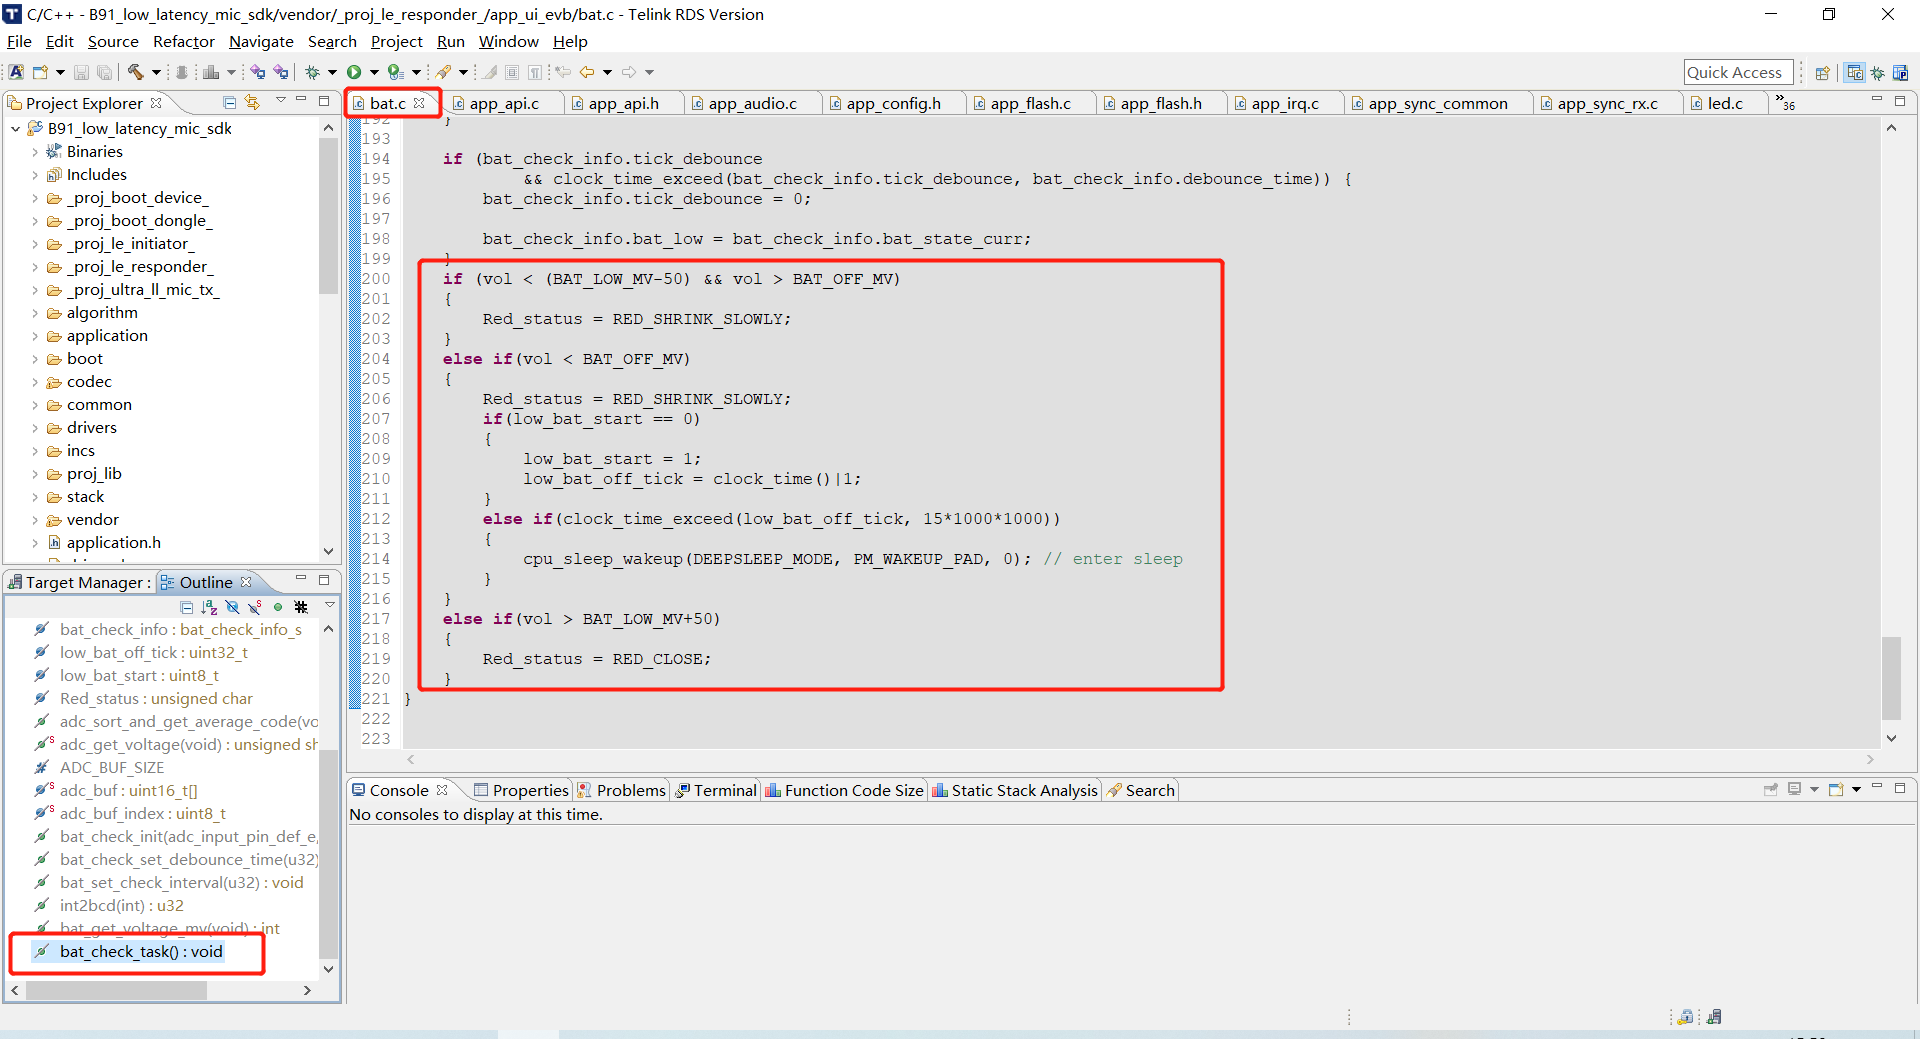 C/C++ - B91_low_latency_mic_sdk/vendor/_proj_le_responder_/app_ui_evb/bat.c - Telink RDS Version
File Edit Source Refactor Navigate Search Project Run Window Help
Quick Access
Project Explorer
B91_low_latency_mic_sdk
Binaries
Includes
_proj_boot_device_
_proj_boot_dongle_
_proj_le_initiator_
_proj_le_responder_
_proj_ultra_ll_mic_tx_
algorithm
application
boot
codec
common
drivers
incs
proj_lib
stack
vendor
application.h
Target Manager : Outline
bat_check_info : bat_check_info_s
low_bat_off_tick : uint32_t
low_bat_start : uint8_t
Red_status : unsigned char
adc_sort_and_get_average_code(vo
adc_get_voltage(void) : unsigned sh
ADC_BUF_SIZE
adc_buf : uint16_t[]
adc_buf_index : uint8_t
bat_check_init(adc_input_pin_def_e,
bat_check_set_debounce_time(u32)
bat_set_check_interval(u32) : void
int2bcd(int) : u32
bat_get_voltage_mv(void) : int
bat_check_task() : void
bat.c app_api.c app_api.h app_audio.c app_config.h app_flash.c app_flash.h app_irq.c app_sync_common app_sync_rx.c led.c »36
192 }
193
194 if (bat_check_info.tick_debounce
195 && clock_time_exceed(bat_check_info.tick_debounce, bat_check_info.debounce_time)) {
196 bat_check_info.tick_debounce = 0;
197
198 bat_check_info.bat_low = bat_check_info.bat_state_curr;
199 }
200 if (vol < (BAT_LOW_MV-50) && vol > BAT_OFF_MV)
201 {
202 Red_status = RED_SHRINK_SLOWLY;
203 }
204 else if(vol < BAT_OFF_MV)
205 {
206 Red_status = RED_SHRINK_SLOWLY;
207 if(low_bat_start == 0)
208 {
209 low_bat_start = 1;
210 low_bat_off_tick = clock_time()|1;
211 }
212 else if(clock_time_exceed(low_bat_off_tick, 15*1000*1000))
213 {
214 cpu_sleep_wakeup(DEEPSLEEP_MODE, PM_WAKEUP_PAD, 0); // enter sleep
215 }
216 }
217 else if(vol > BAT_LOW_MV+50)
218 {
219 Red_status = RED_CLOSE;
220 }
221 }
222
223
Console Properties Problems Terminal Function Code Size Static Stack Analysis Search
No consoles to display at this time.